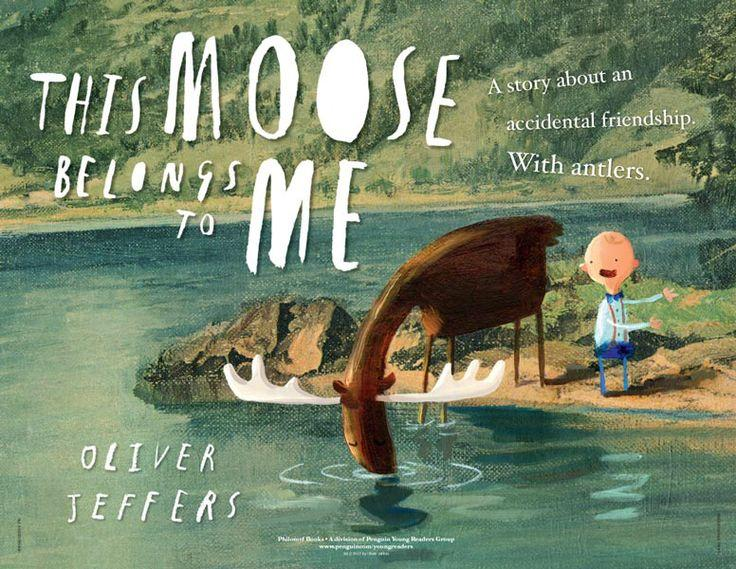 THIS MOOSE
BELONGS
TO ME
A story about an
accidental friendship.
With antlers.
OLIVER
JEFFERS
Philomel Books • A division of Penguin Young Readers Group
www.penguin.com/youngreaders